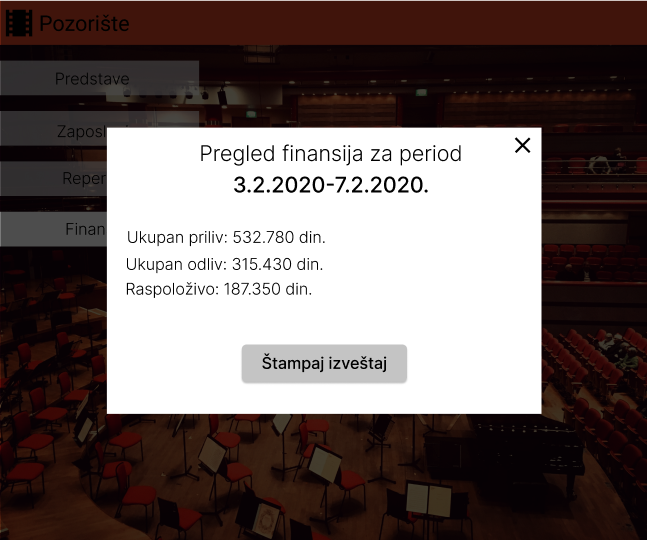 Pozorište
Predstave
Zaposl
Reper
Finan
Pregled finansija za period
3.2.2020-7.2.2020.
Ukupan priliv: 532.780 din.
Ukupan odliv: 315.430 din.
Raspoloživo: 187.350 din.
Štampaj izveštaj